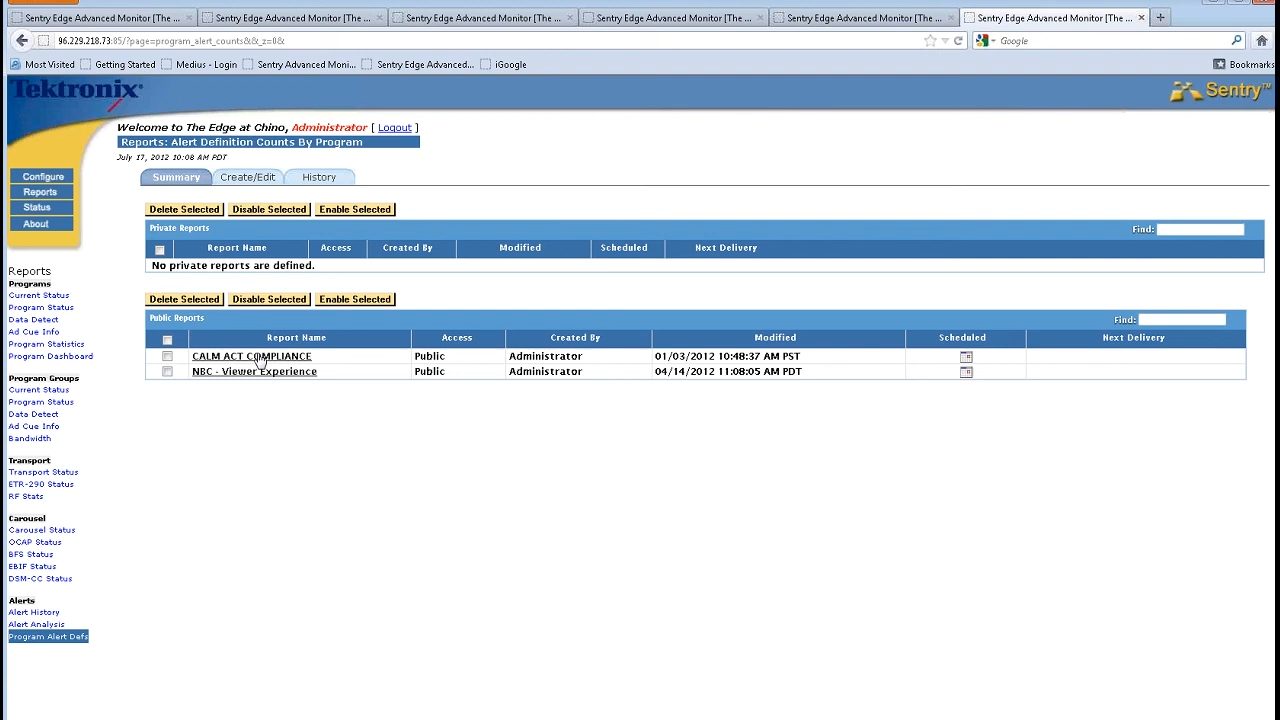 Sentry Edge Advanced Monitor [The ... × Sentry Edge Advanced Monitor [The ... × Sentry Edge Advanced Monitor [The ... × Sentry Edge Advanced Monitor [The ... × Sentry Edge Advanced Monitor [The ... × Sentry Edge Advanced Monitor [The ... × +
96.229.218.73:85/?page=program_alert_counts&&_z=0& Google
Most Visited Getting Started Medius - Login Sentry Advanced Moni... Sentry Edge Advanced... iGoogle Bookmarks
Tektronix Sentry™
Welcome to The Edge at Chino, Administrator [ Logout ]
Reports: Alert Definition Counts By Program
July 17, 2012 10:08 AM PDT
Summary Create/Edit History
Configure
Reports
Status
About
Delete Selected Disable Selected Enable Selected
Private Reports Find:
Report Name Access Created By Modified Scheduled Next Delivery
No private reports are defined.
Delete Selected Disable Selected Enable Selected
Public Reports Find:
Report Name Access Created By Modified Scheduled Next Delivery
CALM ACT COMPLIANCE Public Administrator 01/03/2012 10:48:37 AM PST
NBC - Viewer Experience Public Administrator 04/14/2012 11:08:05 AM PDT
Reports
Programs
Current Status
Program Status
Data Detect
Ad Cue Info
Program Statistics
Program Dashboard
Program Groups
Current Status
Program Status
Data Detect
Ad Cue Info
Bandwidth
Transport
Transport Status
ETR-290 Status
RF Stats
Carousel
Carousel Status
OCAP Status
BFS Status
EBIF Status
DSM-CC Status
Alerts
Alert History
Alert Analysis
Program Alert Defs